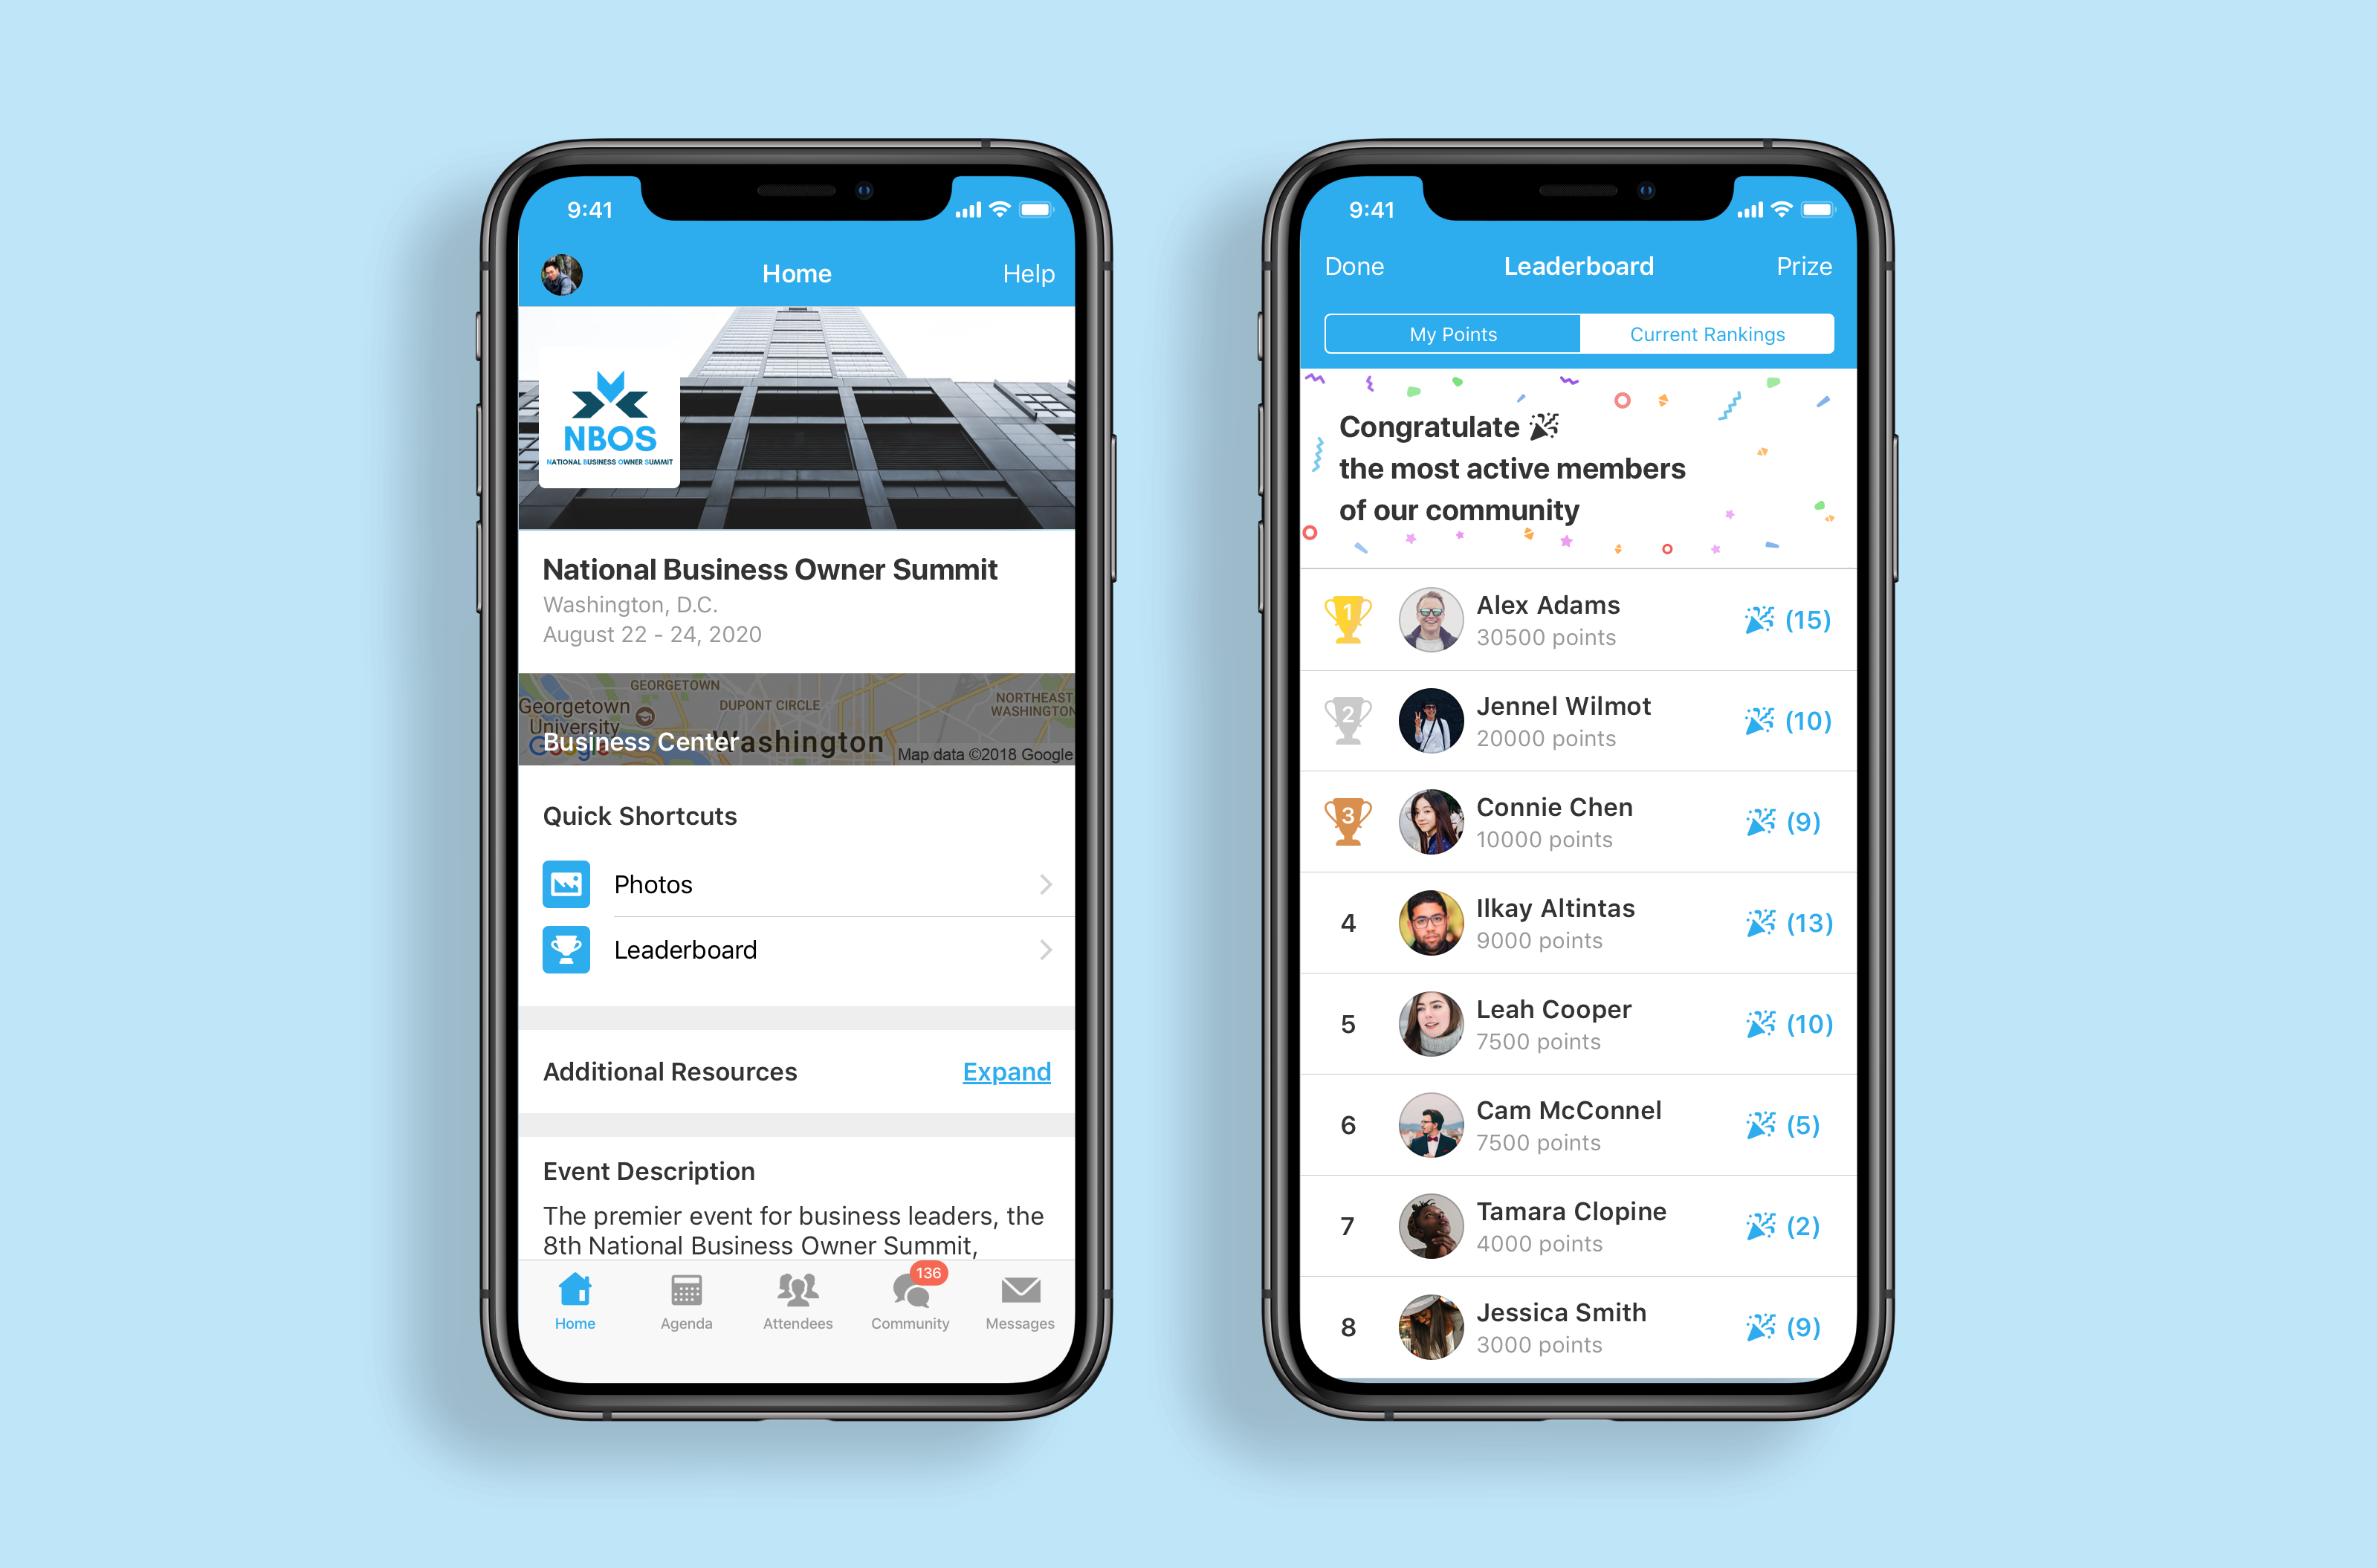 9:41
Home
Help
NBOS
NATIONAL BUSINESS OWNER SUMMIT
National Business Owner Summit
Washington, D.C.
August 22 - 24, 2020
GEORGETOWN
Georgetown
University
DUPONT CIRCLE
NORTHEAST
WASHINGTON
Google
Business Center
Washington
Map data ©2018 Google
Quick Shortcuts
Photos
Leaderboard
Additional Resources
Expand
Event Description
The premier event for business leaders, the
8th National Business Owner Summit,
136
Home
Agenda
Attendees
Community
Messages
9:41
Done
Leaderboard
Prize
My Points
Current Rankings
Congratulate
the most active members
of our community
1
Alex Adams
30500 points
(15)
2
Jennel Wilmot
20000 points
(10)
3
Connie Chen
10000 points
(9)
4
Ilkay Altintas
9000 points
(13)
5
Leah Cooper
7500 points
(10)
6
Cam McConnel
7500 points
(5)
7
Tamara Clopine
4000 points
(2)
8
Jessica Smith
3000 points
(9)